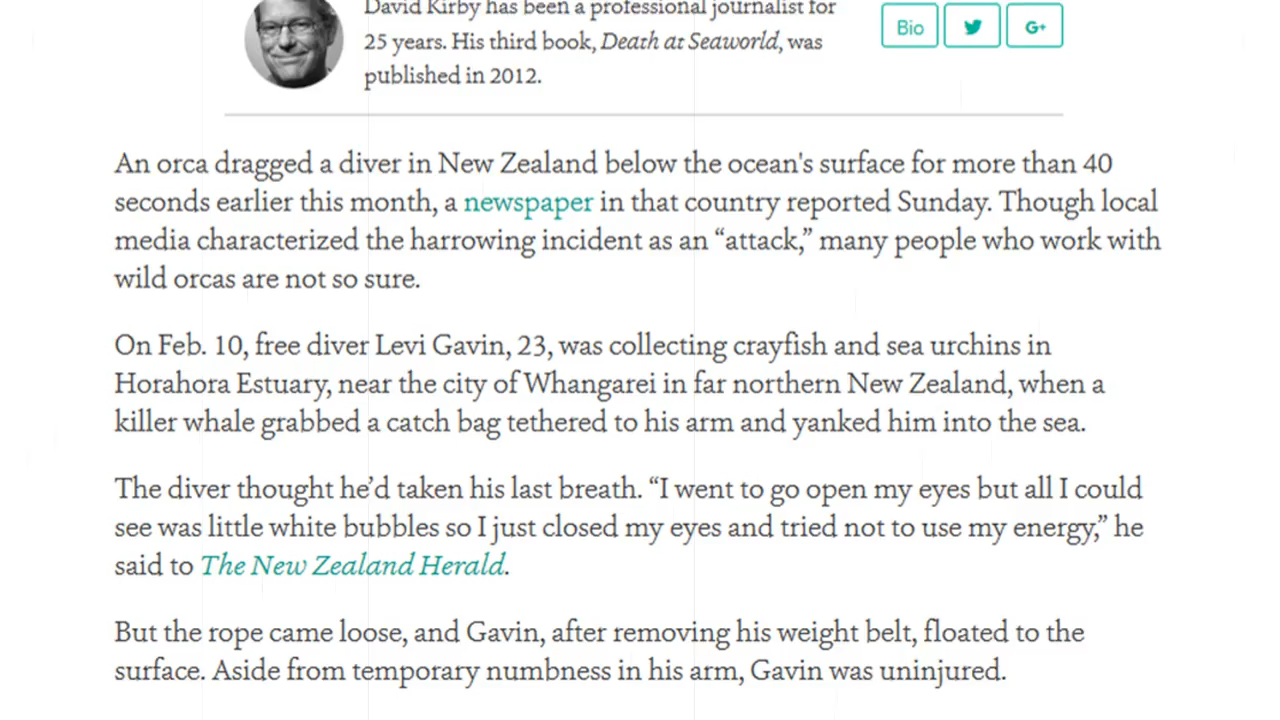 David Kirby has been a professional journalist for
25 years. His third book, Death at Seaworld, was
published in 2012.
Bio
G+
An orca dragged a diver in New Zealand below the ocean's surface for more than 40
seconds earlier this month, a newspaper in that country reported Sunday. Though local
media characterized the harrowing incident as an “attack,” many people who work with
wild orcas are not so sure.
On Feb. 10, free diver Levi Gavin, 23, was collecting crayfish and sea urchins in
Horahora Estuary, near the city of Whangarei in far northern New Zealand, when a
killer whale grabbed a catch bag tethered to his arm and yanked him into the sea.
The diver thought he’d taken his last breath. “I went to go open my eyes but all I could
see was little white bubbles so I just closed my eyes and tried not to use my energy,” he
said to The New Zealand Herald.
But the rope came loose, and Gavin, after removing his weight belt, floated to the
surface. Aside from temporary numbness in his arm, Gavin was uninjured.